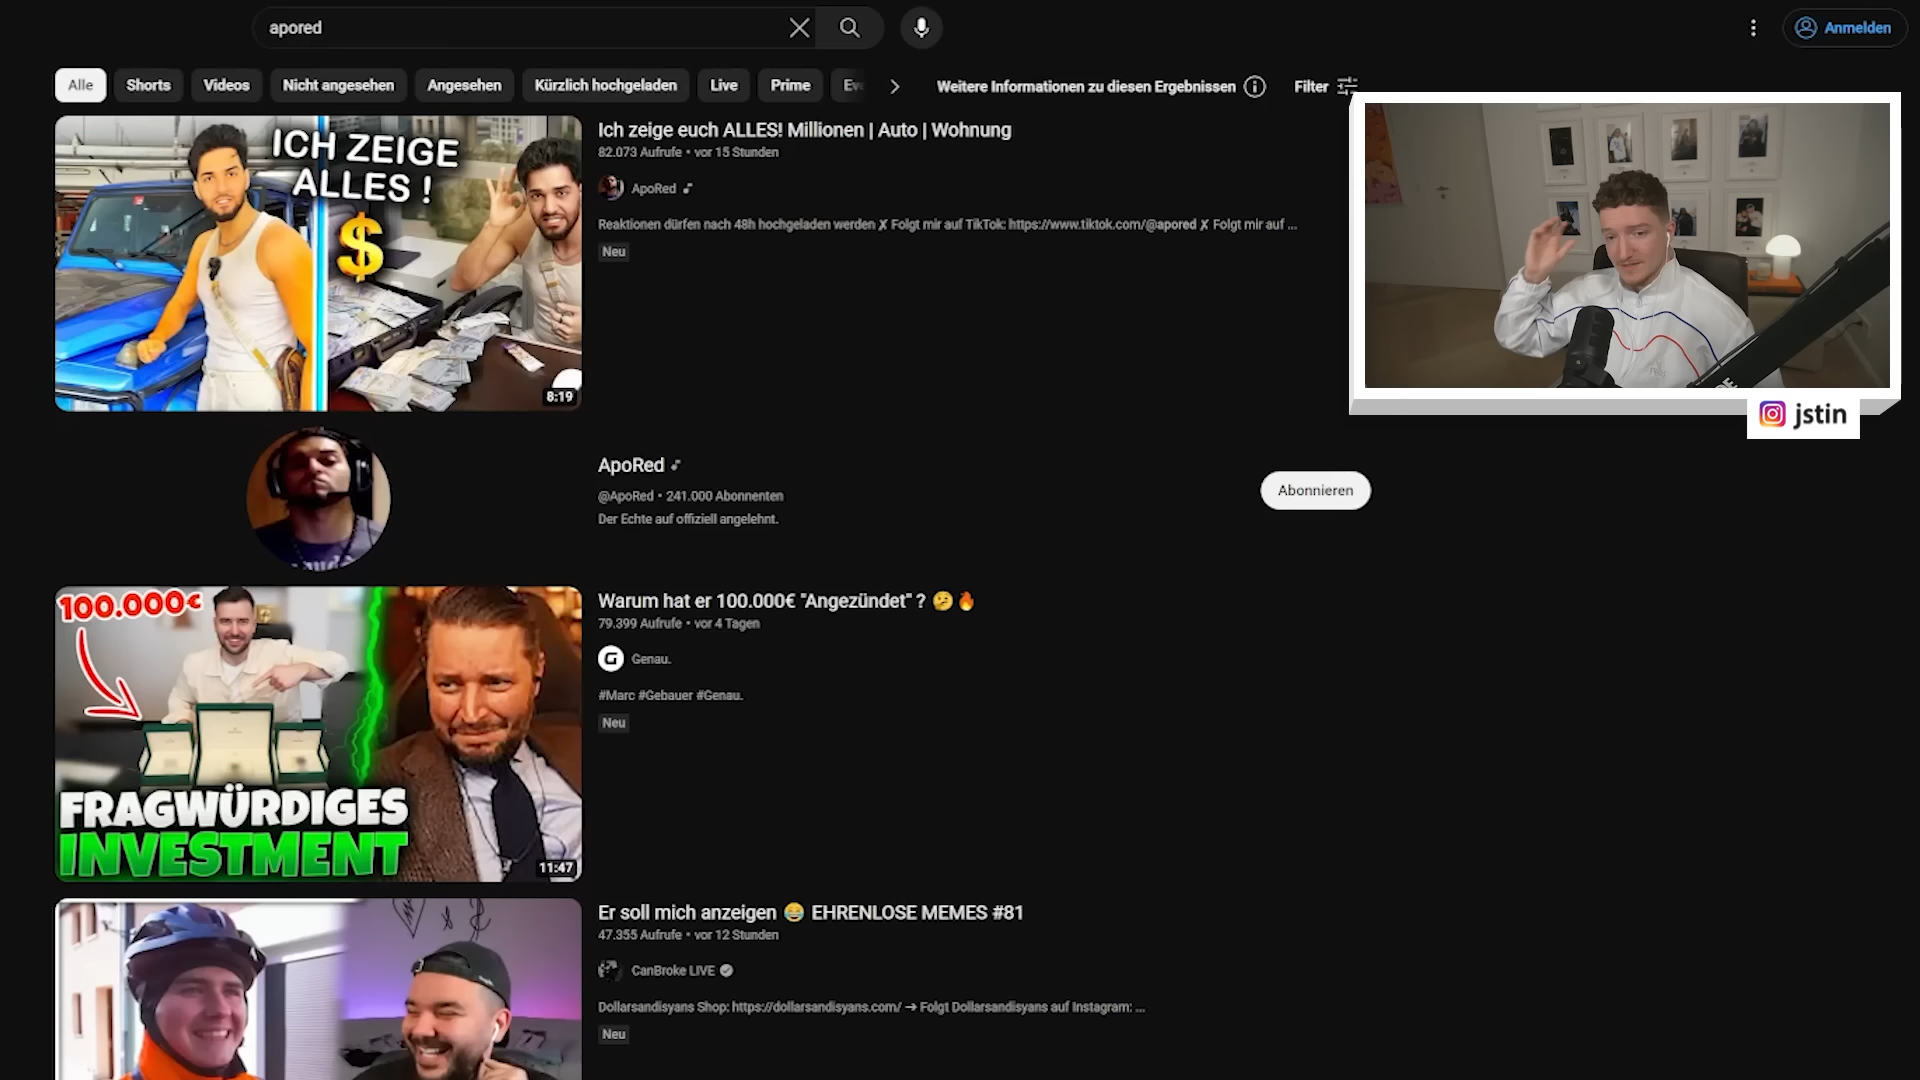 apored
Anmelden
Alle
Shorts
Videos
Nicht angesehen
Angesehen
Kürzlich hochgeladen
Live
Prime
Weitere Informationen zu diesen Ergebnissen
Filter
ICH ZEIGE
ALLES !
$
8:19
Ich zeige euch ALLES! Millionen | Auto | Wohnung
82.073 Aufrufe • vor 15 Stunden
ApoRed
Reaktionen dürfen nach 48h hochgeladen werden ✗ Folgt mir auf TikTok: https://www.tiktok.com/@apored ✗ Folgt mir auf ...
Neu
jstin
ApoRed
@ApoRed • 241.000 Abonnenten
Der Echte auf offiziell angelehnt.
Abonnieren
100.000€
FRAGWÜRDIGES
INVESTMENT
11:47
Warum hat er 100.000€ "Angezündet" ? 🤔🔥
79.399 Aufrufe • vor 4 Tagen
G Genau.
#Marc #Gebauer #Genau.
Neu
Er soll mich anzeigen 😂 EHRENLOSE MEMES #81
47.355 Aufrufe • vor 12 Stunden
CanBroke LIVE
Dollarsandisyans Shop: https://dollarsandisyans.com/ ➔ Folgt Dollarsandisyans auf Instagram: ...
Neu